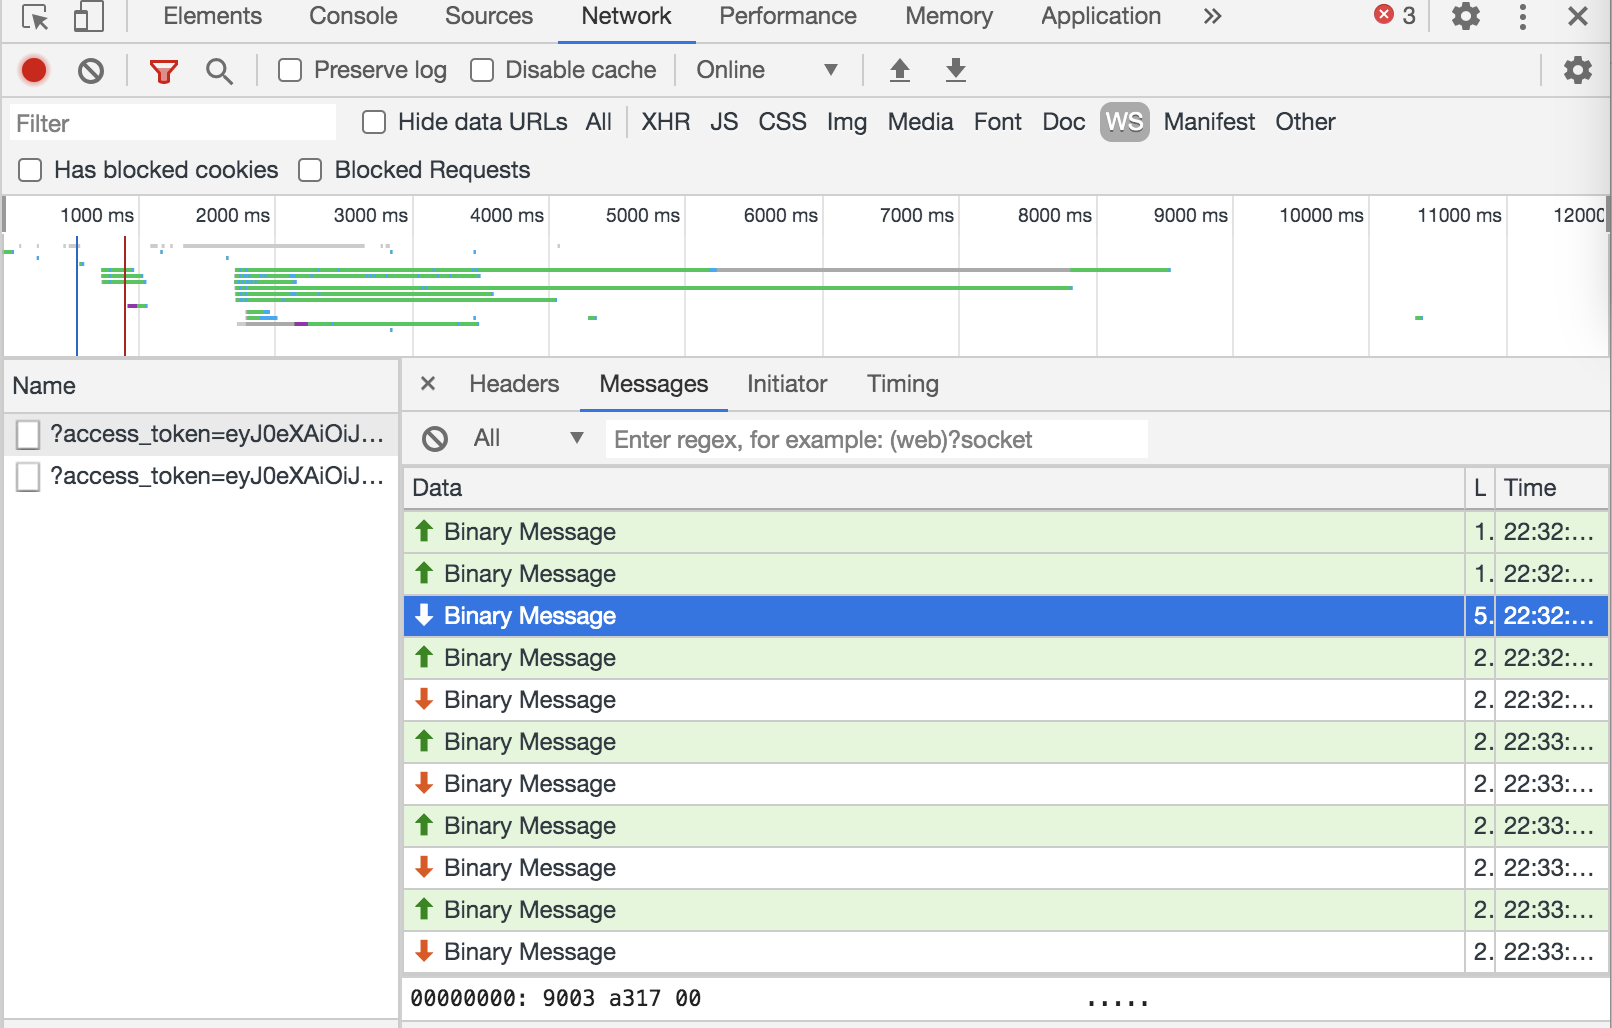 Elements Console Sources Network Performance Memory Application » 3
Preserve log Disable cache Online
Filter Hide data URLs All XHR JS CSS Img Media Font Doc WS Manifest Other
Has blocked cookies Blocked Requests
1000 ms 2000 ms 3000 ms 4000 ms 5000 ms 6000 ms 7000 ms 8000 ms 9000 ms 10000 ms 11000 ms 12000
Name
?access_token=eyJ0eXAiOiJ...
?access_token=eyJ0eXAiOiJ...
× Headers Messages Initiator Timing
All Enter regex, for example: (web)?socket
Data L Time
Binary Message 1. 22:32:...
Binary Message 1. 22:32:...
Binary Message 5. 22:32:...
Binary Message 2. 22:32:...
Binary Message 2. 22:32:...
Binary Message 2. 22:33:...
Binary Message 2. 22:33:...
Binary Message 2. 22:33:...
Binary Message 2. 22:33:...
Binary Message 2. 22:33:...
Binary Message 2. 22:33:...
00000000: 9003 a317 00 .....